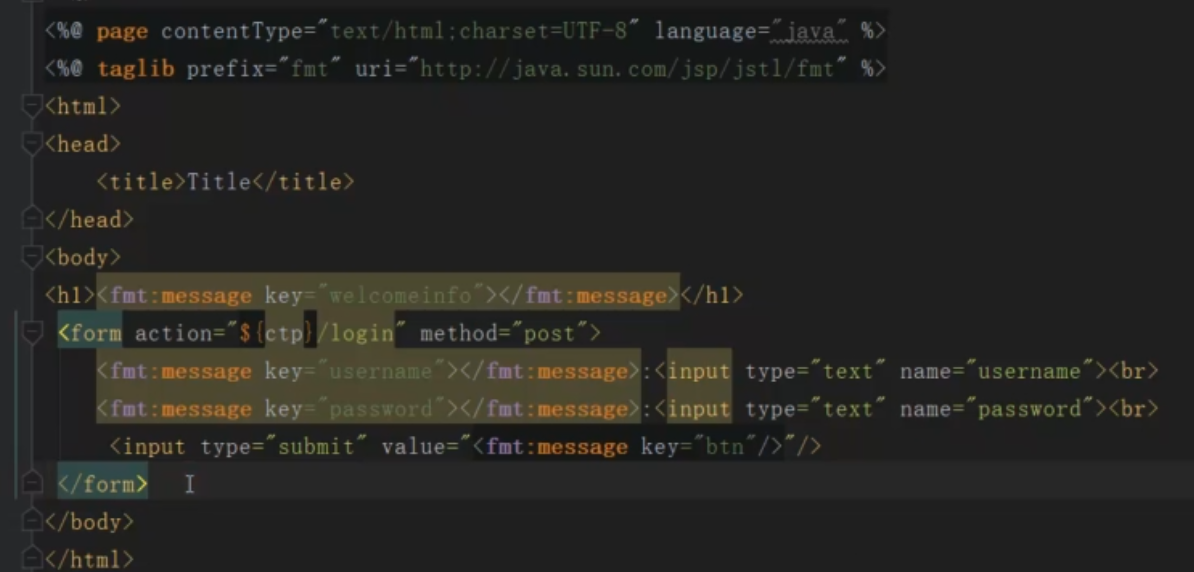 <%@ page contentType="text/html;charset=UTF-8" language="java" %>
<%@ taglib prefix="fmt" uri="http://java.sun.com/jsp/jstl/fmt" %>
<html>
<head>
    <title>Title</title>
</head>
<body>
<h1><fmt:message key="welcomeinfo"></fmt:message></h1>
 <form action="${ctp}/login" method="post">
    <fmt:message key="username"></fmt:message>:<input type="text" name="username"><br>
    <fmt:message key="password"></fmt:message>:<input type="text" name="password"><br>
     <input type="submit" value="<fmt:message key="btn"/>"/>
 </form>
</body>
</html>